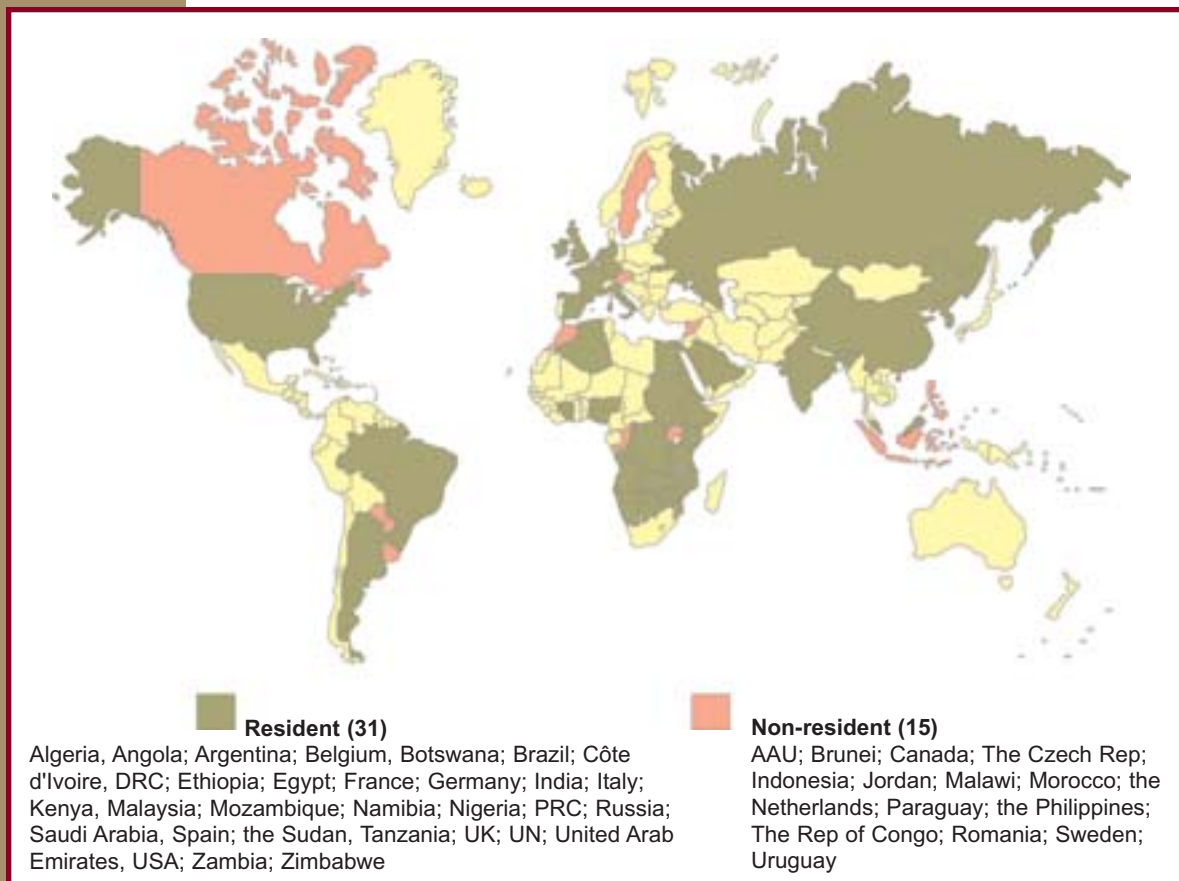 Resident (31)
Algeria, Angola; Argentina; Belgium, Botswana; Brazil; Côte
d'Ivoire, DRC; Ethiopia; Egypt; France; Germany; India; Italy;
Kenya, Malaysia; Mozambique; Namibia; Nigeria; PRC; Russia;
Saudi Arabia, Spain; the Sudan, Tanzania; UK; UN; United Arab
Emirates, USA; Zambia; Zimbabwe
Non-resident (15)
AAU; Brunei; Canada; The Czech Rep;
Indonesia; Jordan; Malawi; Morocco; the
Netherlands; Paraguay; the Philippines;
The Rep of Congo; Romania; Sweden;
Uruguay